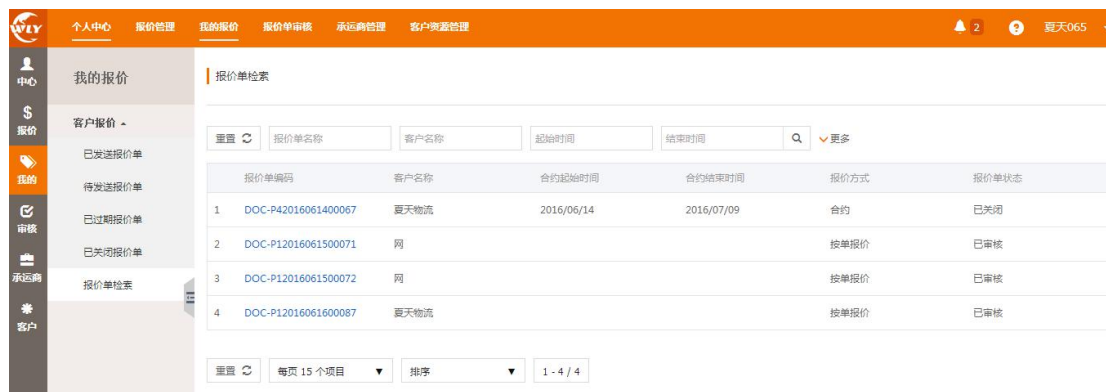 WLY
个人中心 报价管理 我的报价 报价单审核 承运商管理 客户资源管理 2 夏天065
中心
报价
我的
审核
承运商
客户
我的报价
客户报价
已发送报价单
待发送报价单
已过期报价单
已关闭报价单
报价单检索
报价单检索
重置 报价单名称 客户名称 起始时间 结束时间 更多
报价单编码 客户名称 合约起始时间 合约结束时间 报价方式 报价单状态
1 DOC-P42016061400067 夏天物流 2016/06/14 2016/07/09 合约 已关闭
2 DOC-P12016061500071 网 按单报价 已审核
3 DOC-P12016061500072 网 按单报价 已审核
4 DOC-P12016061600087 夏天物流 按单报价 已审核
重置 每页 15 个项目 排序 1 - 4 / 4